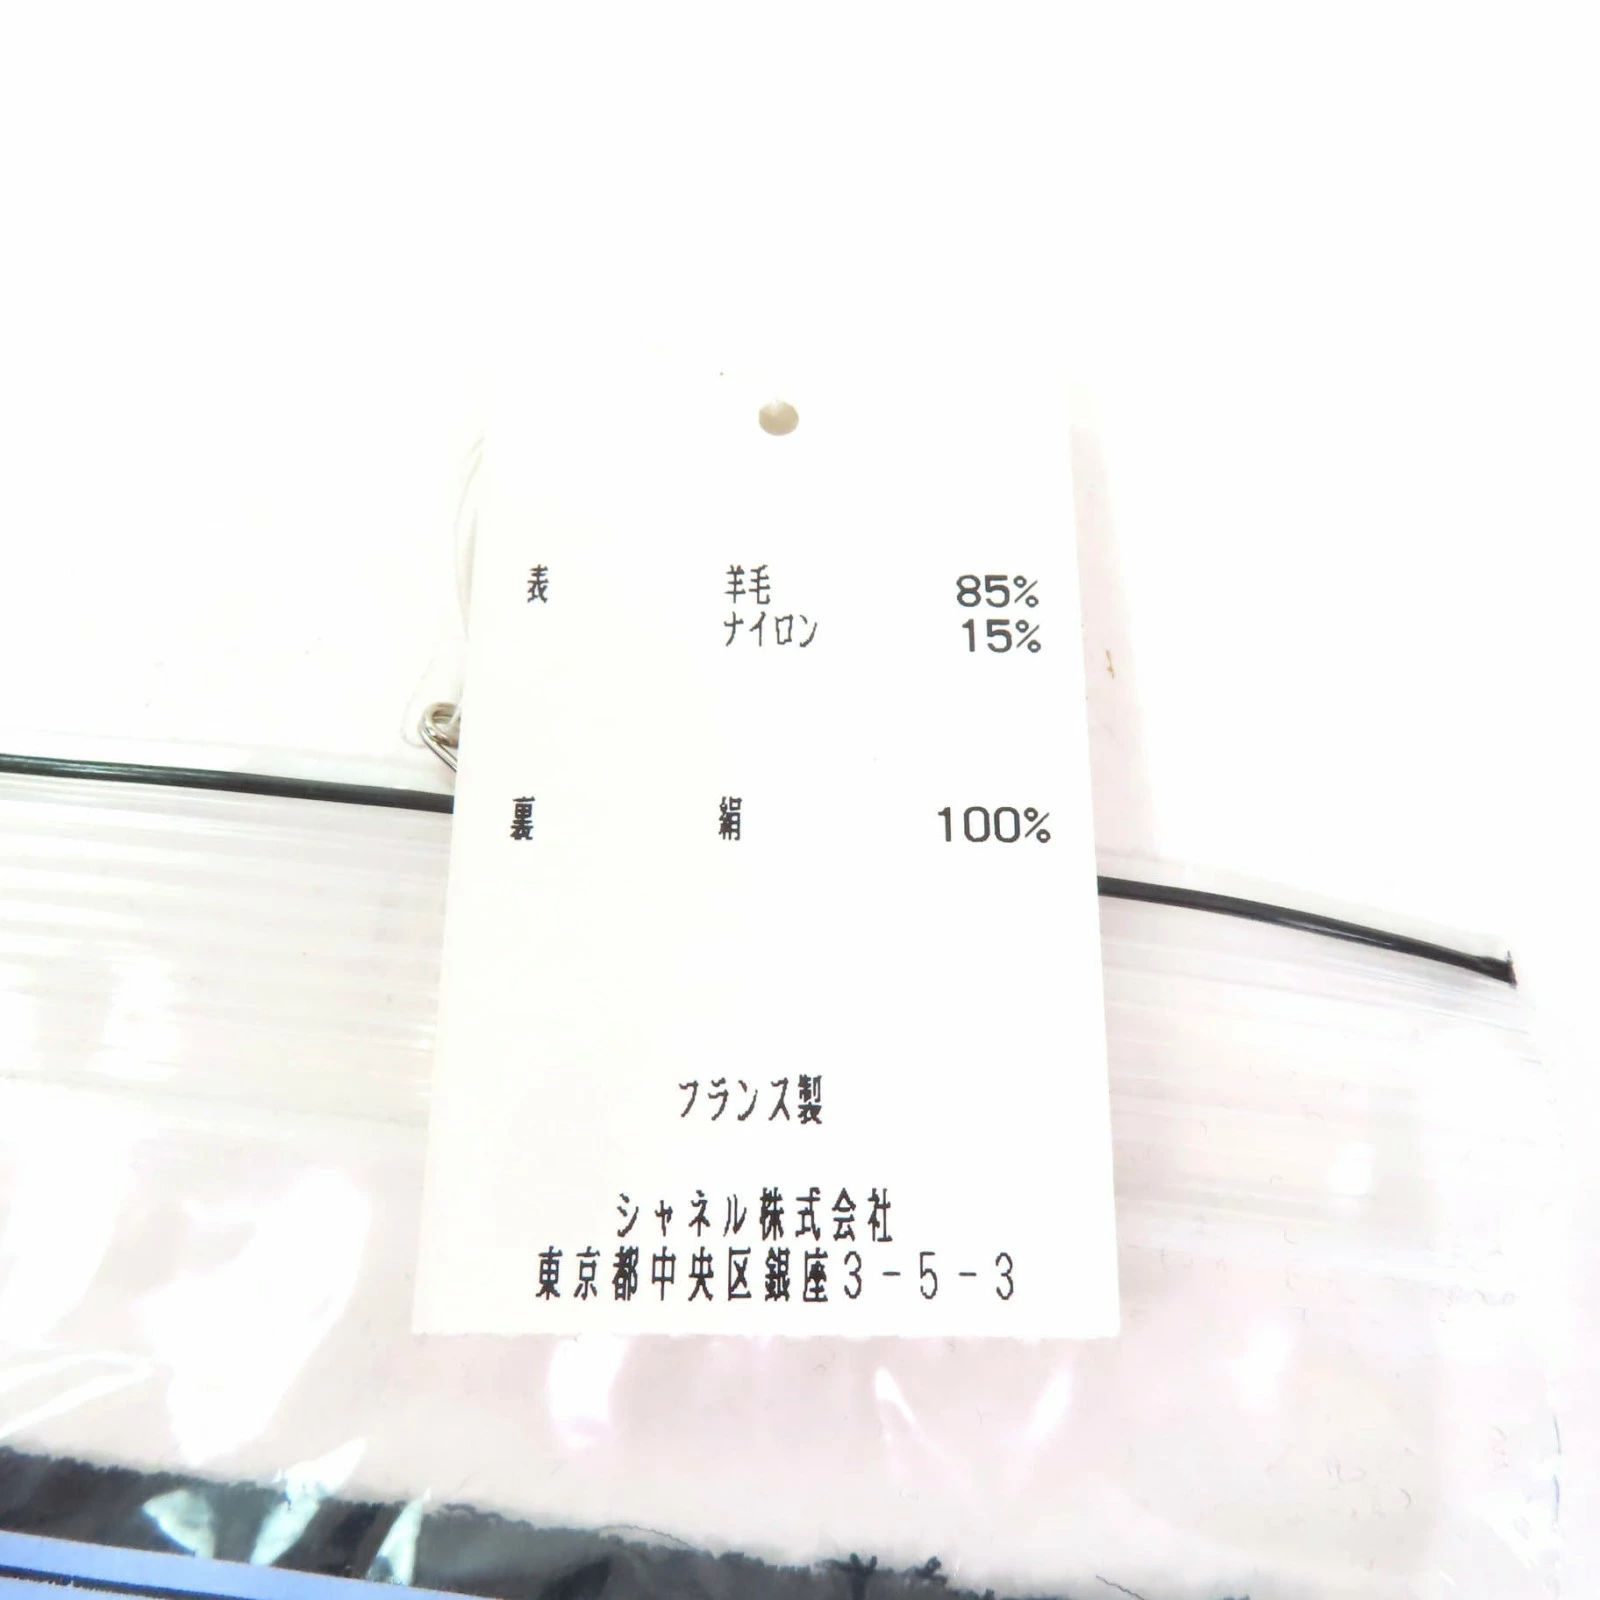 表 羊毛 85%
ナイロン 15%
裏 絹 100%
フランス製
シャネル株式会社
東京都中央区銀座3-5-3